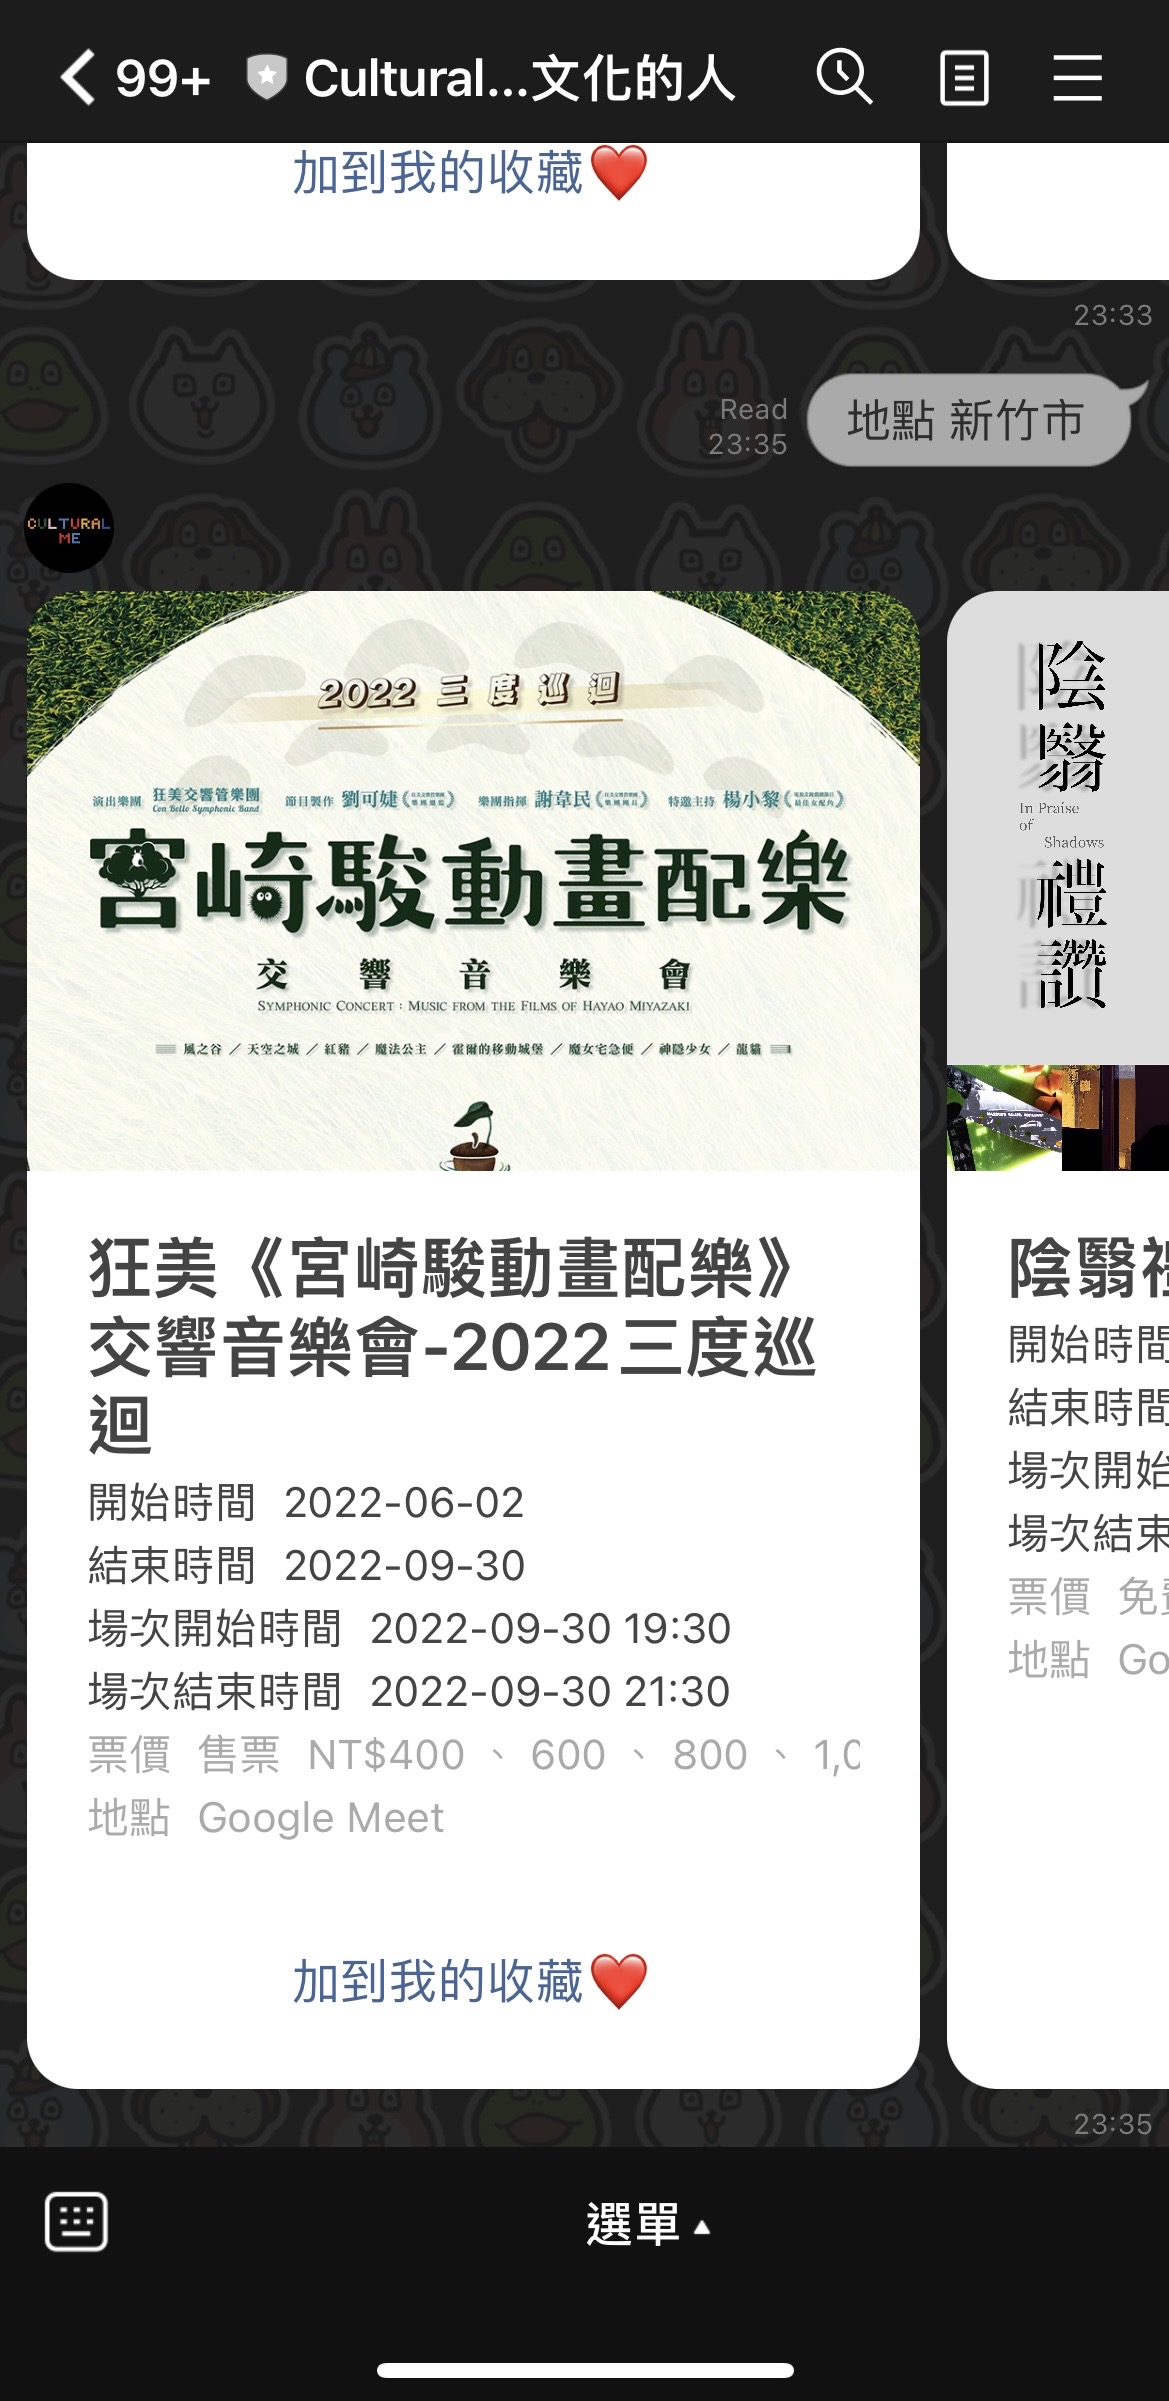 99+
Cultural...文化的人
加到我的收藏❤️
23:33
地點 新竹市
Read
23:35
CULTURAL
ME
2022 三度巡迴
演出樂團 狂美交響管樂團 Con Bello Symphonic Band 節目製作 劉可婕 樂團指揮 謝韋民 特邀主持 楊小黎
宮崎駿動畫配樂
交響音樂會
SYMPHONIC CONCERT : MUSIC FROM THE FILMS OF HAYAO MIYAZAKI
風之谷 / 天空之城 / 紅豬 / 魔法公主 / 霍爾的移動城堡 / 魔女宅急便 / 神隱少女 / 龍貓
狂美《宮崎駿動畫配樂》
交響音樂會-2022三度巡
迴
開始時間 2022-06-02
結束時間 2022-09-30
場次開始時間 2022-09-30 19:30
場次結束時間 2022-09-30 21:30
票價 售票 NT$400 、 600 、 800 、 1,0
地點 Google Meet
加到我的收藏❤️
陰翳禮讚
In Praise
of
Shadows
陰翳禮
開始時間
結束時間
場次開始
場次結束
票價 免費
地點 Go
23:35
選單